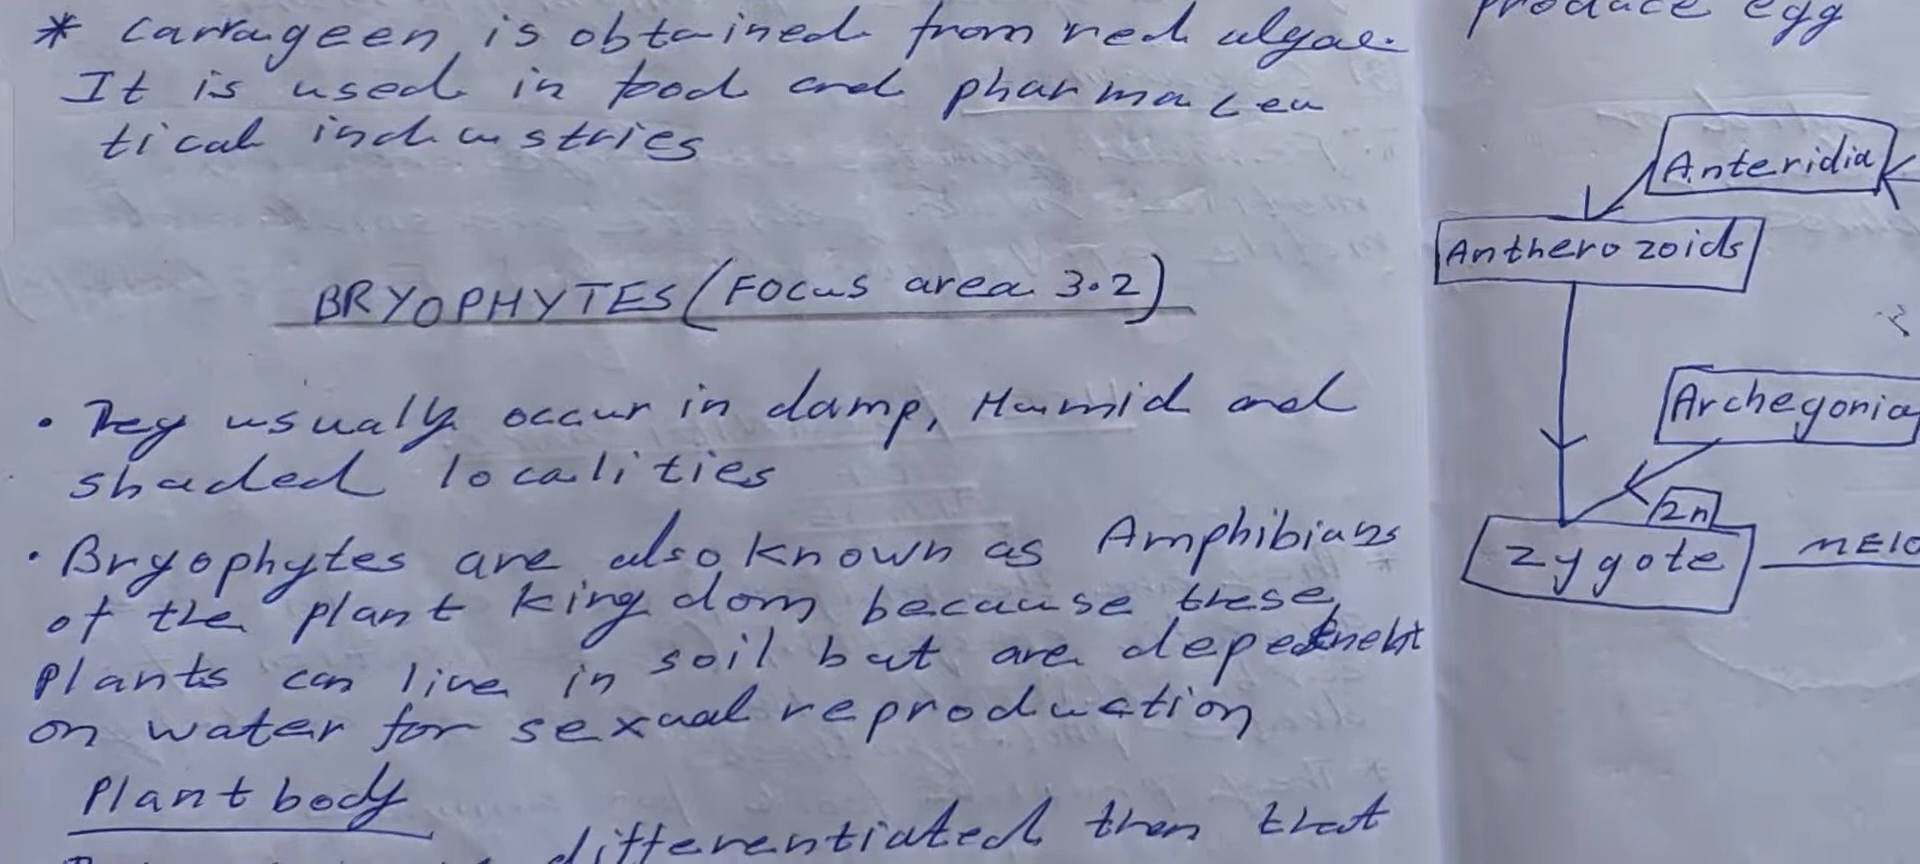 * Carrageen is obtained from red algae.
It is used in food and pharmaceu
tical industries
BRYOPHYTES (Focus area 3.2)
• They usually occur in damp, Humid and
shaded localities
• Bryophytes are also known as Amphibians
of the plant kingdom because these
plants can live in soil but are
on water for sexual reproduction
Plant body
differentiated then that
produce egg
Anteridia
Antherozoids
Archegonia
2n
Zygote
MEIO